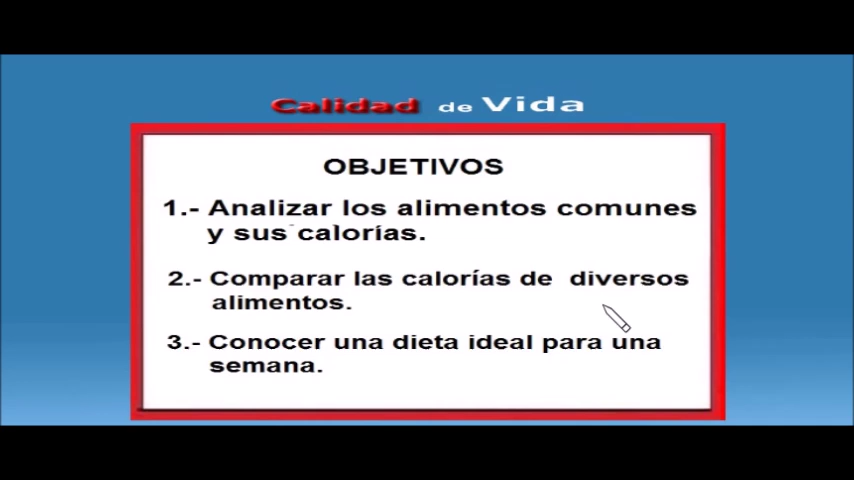 Calidad de Vida
OBJETIVOS
1.- Analizar los alimentos comunes
y sus calorías.
2.- Comparar las calorías de diversos
alimentos.
3.- Conocer una dieta ideal para una
semana.